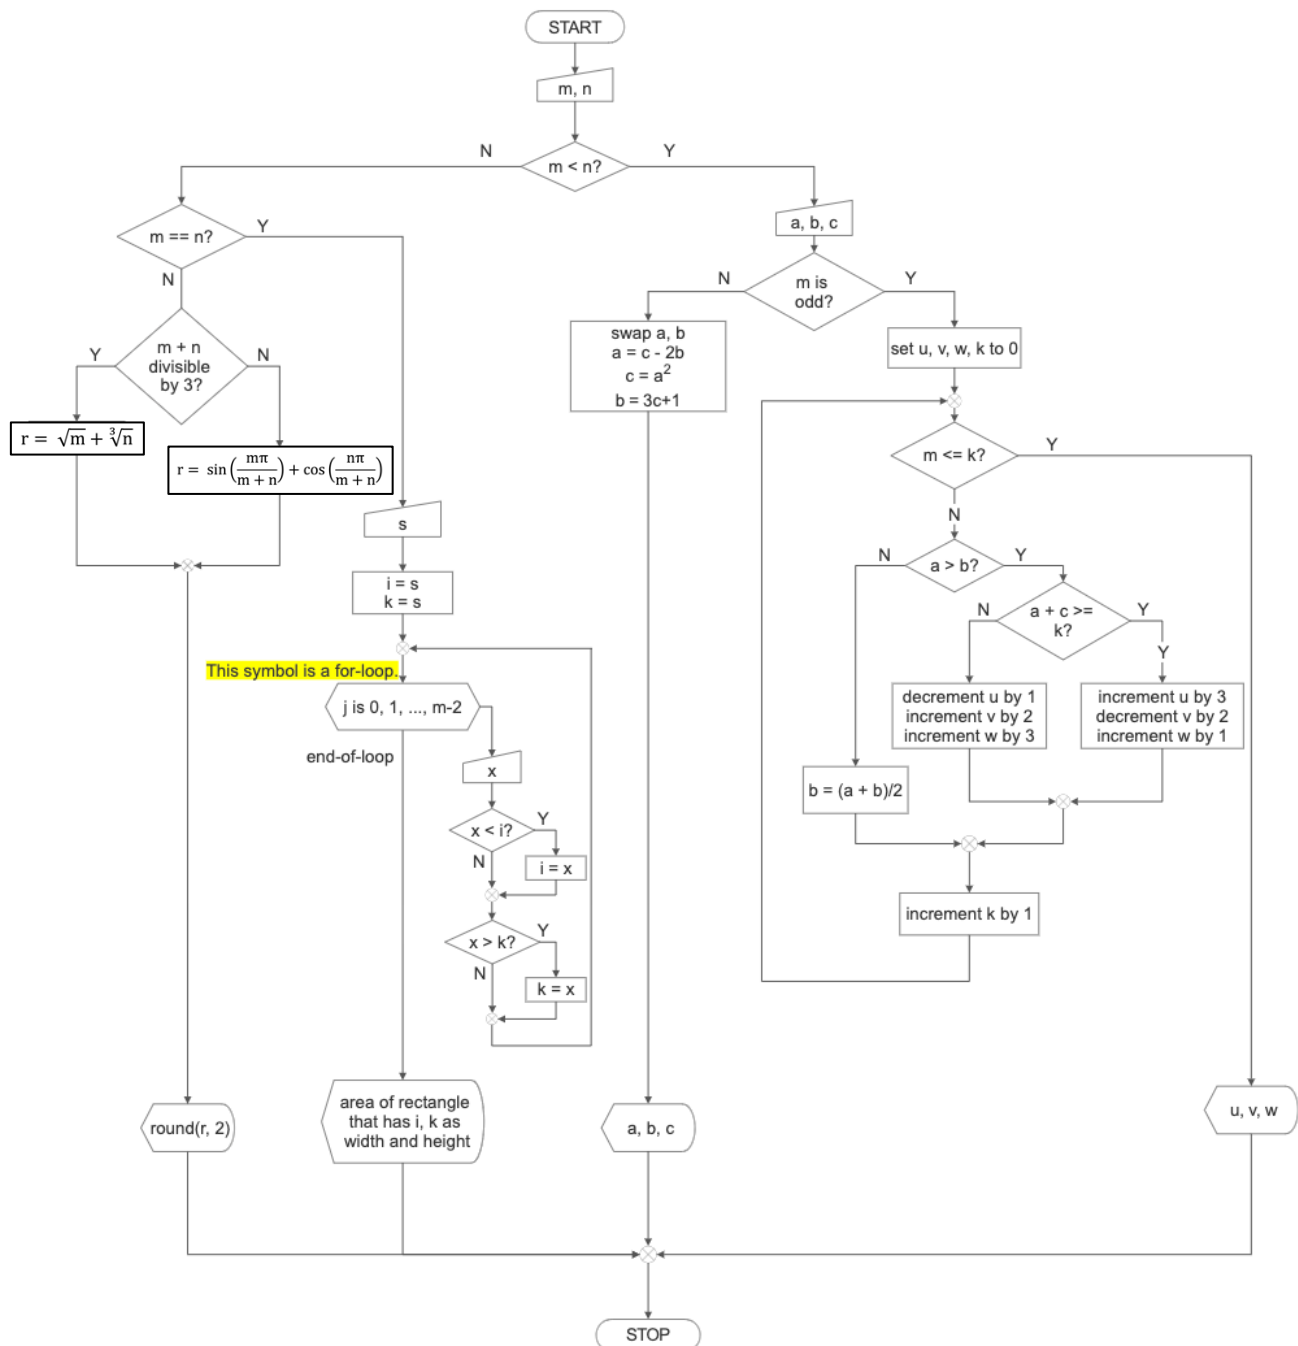 START
m, n
m < n?
N
Y
m == n?
Y
N
m + n
divisible
by 3?
Y
N
r = √m + ∛n
r = sin(mπ/(m + n)) + cos(nπ/(m + n))
s
i = s
k = s
This symbol is a for-loop.
j is 0, 1, ..., m-2
end-of-loop
x
x < i?
Y
N
i = x
x > k?
Y
N
k = x
round(r, 2)
area of rectangle
that has i, k as
width and height
a, b, c
m is
odd?
N
Y
swap a, b
a = c - 2b
c = a²
b = 3c+1
a, b, c
set u, v, w, k to 0
m <= k?
Y
N
a > b?
N
Y
a + c >=
k?
N
Y
Y
decrement u by 1
increment v by 2
increment w by 3
increment u by 3
decrement v by 2
increment w by 1
b = (a + b)/2
increment k by 1
u, v, w
STOP